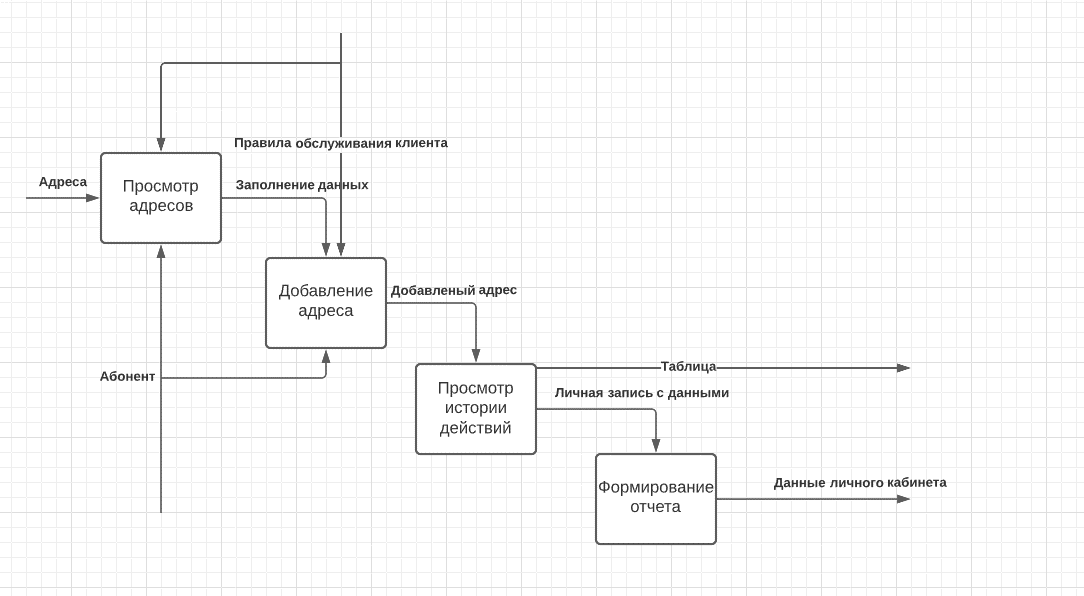 Правила обслуживания клиента
Адреса
Просмотр
адресов
Заполнение данных
Добавление
адреса
Добавленый адрес
Абонент
Таблица
Просмотр
истории
действий
Личная запись с данными
Формирование
отчета
Данные личного кабинета